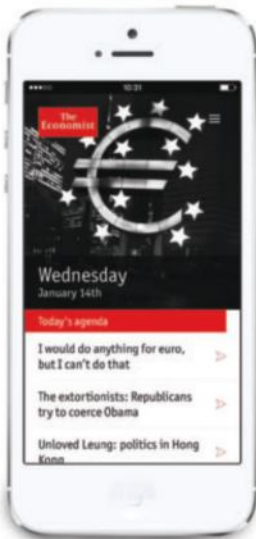 10:31
The
Economist
Wednesday
January 14th
Today's agenda
I would do anything for euro,
but I can't do that
The extortionists: Republicans
try to coerce Obama
Unloved Leung: politics in Hong
Kong